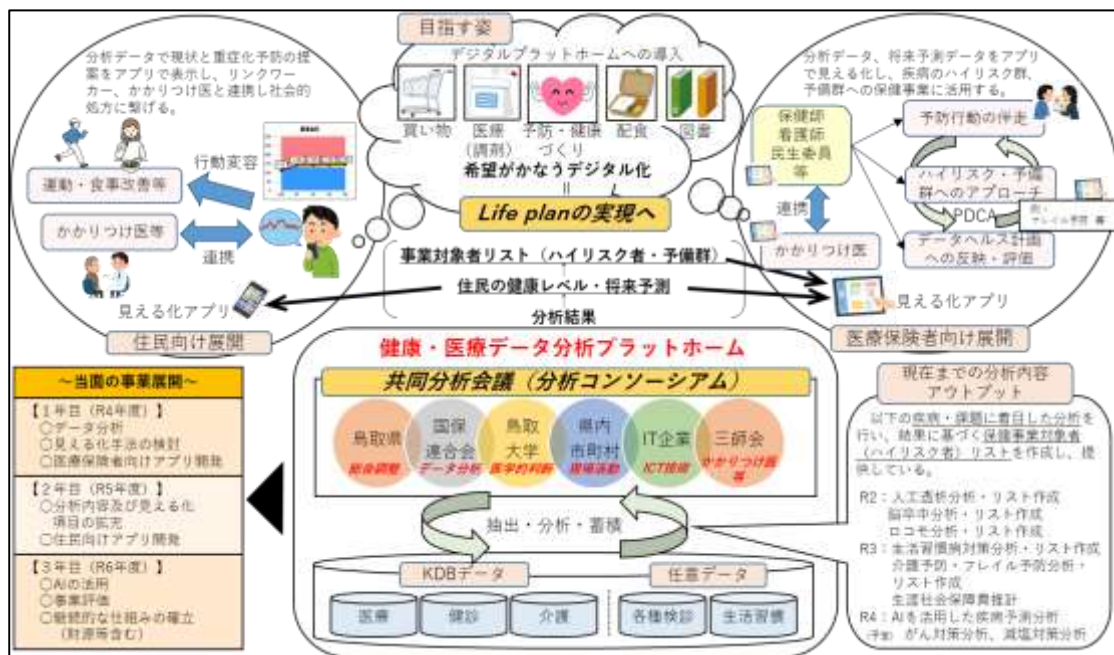 目指す姿
デジタルプラットホームへの導入
買い物
医療
(調剤)
予防・健康
づくり
配食
図書
希望がかなうデジタル化
Life planの実現へ
分析データで現状と重症化予防の提
案をアプリで表示し、リンクワー
カー、かかりつけ医と連携し社会的
処方に繋げる。
行動変容
運動・食事改善等
かかりつけ医等
連携
見える化アプリ
住民向け展開
分析データ、将来予測データをアプリ
で見える化し、疾病のハイリスク群、
予備群への保健事業に活用する。
保健師
看護師
民生委員
等
予防行動の伴走
ハイリスク・予備
群へのアプローチ
PDCA
フレイル予防
連携
かかりつけ医
データヘルス計画
への反映・評価
見える化アプリ
医療保険者向け展開
事業対象者リスト(ハイリスク者・予備群)
住民の健康レベル・将来予測
分析結果
健康・医療データ分析プラットホーム
共同分析会議(分析コンソーシアム)
鳥取県
総合調整
国保
連合会
データ分析
鳥取
大学
医学的判断
県内
市町村
現場活動
IT企業
ICT技術
三師会
かかりつけ医
等
抽出・分析・蓄積
KDBデータ
任意データ
医療
健診
介護
各種検診
生活習慣
~当面の事業展開~
【1年目(R4年度)】
○データ分析
○見える化手法の検討
○医療保険者向けアプリ開発
【2年目(R5年度)】
○分析内容及び見える化
項目の拡充
○住民向けアプリ開発
【3年目(R6年度)】
○AIの活用
○事業評価
○継続的な仕組みの確立
(財源等含む)
現在までの分析内容
アウトプット
以下の疾病・課題に着目した分析を
行い、結果に基づく保健事業対象者
(ハイリスク者)リストを作成し、提
供している。
R2:人工透析分析・リスト作成
脳卒中分析・リスト作成
ロコモ分析・リスト作成
R3:生活習慣病対策分析・リスト作成
介護予防・フレイル予防分析・
リスト作成
生涯社会保障費推計
R4:AIを活用した疾病予測分析
(予定) がん対策分析、減塩対策分析